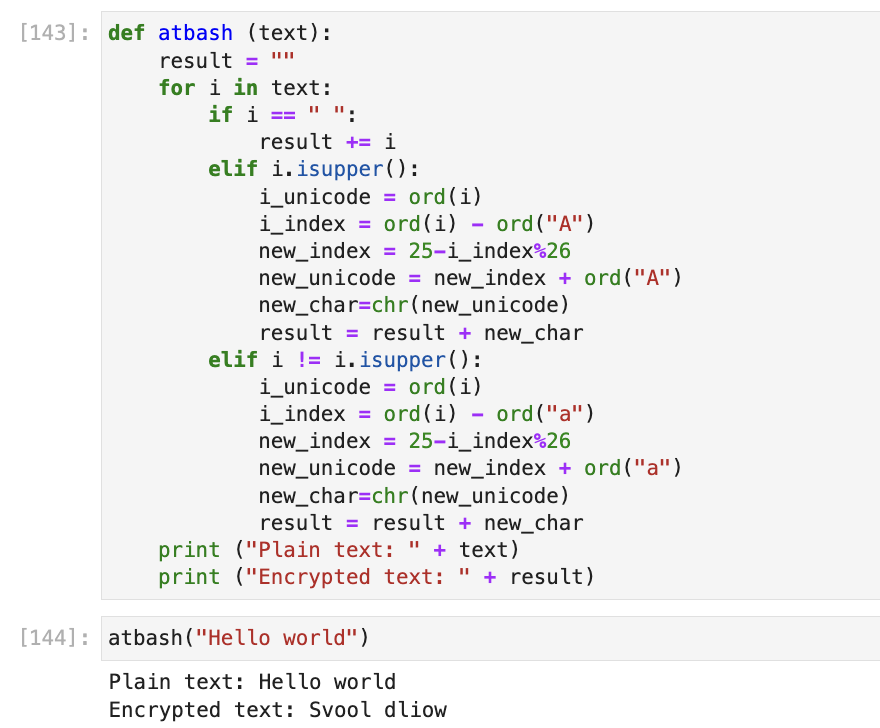 [143]: def atbash (text):
    result = ""
    for i in text:
        if i == " ":
            result += i
        elif i.isupper():
            i_unicode = ord(i)
            i_index = ord(i) - ord("A")
            new_index = 25-i_index%26
            new_unicode = new_index + ord("A")
            new_char=chr(new_unicode)
            result = result + new_char
        elif i != i.isupper():
            i_unicode = ord(i)
            i_index = ord(i) - ord("a")
            new_index = 25-i_index%26
            new_unicode = new_index + ord("a")
            new_char=chr(new_unicode)
            result = result + new_char
    print ("Plain text: " + text)
    print ("Encrypted text: " + result)
[144]: atbash("Hello world")
Plain text: Hello world
Encrypted text: Svool dliow